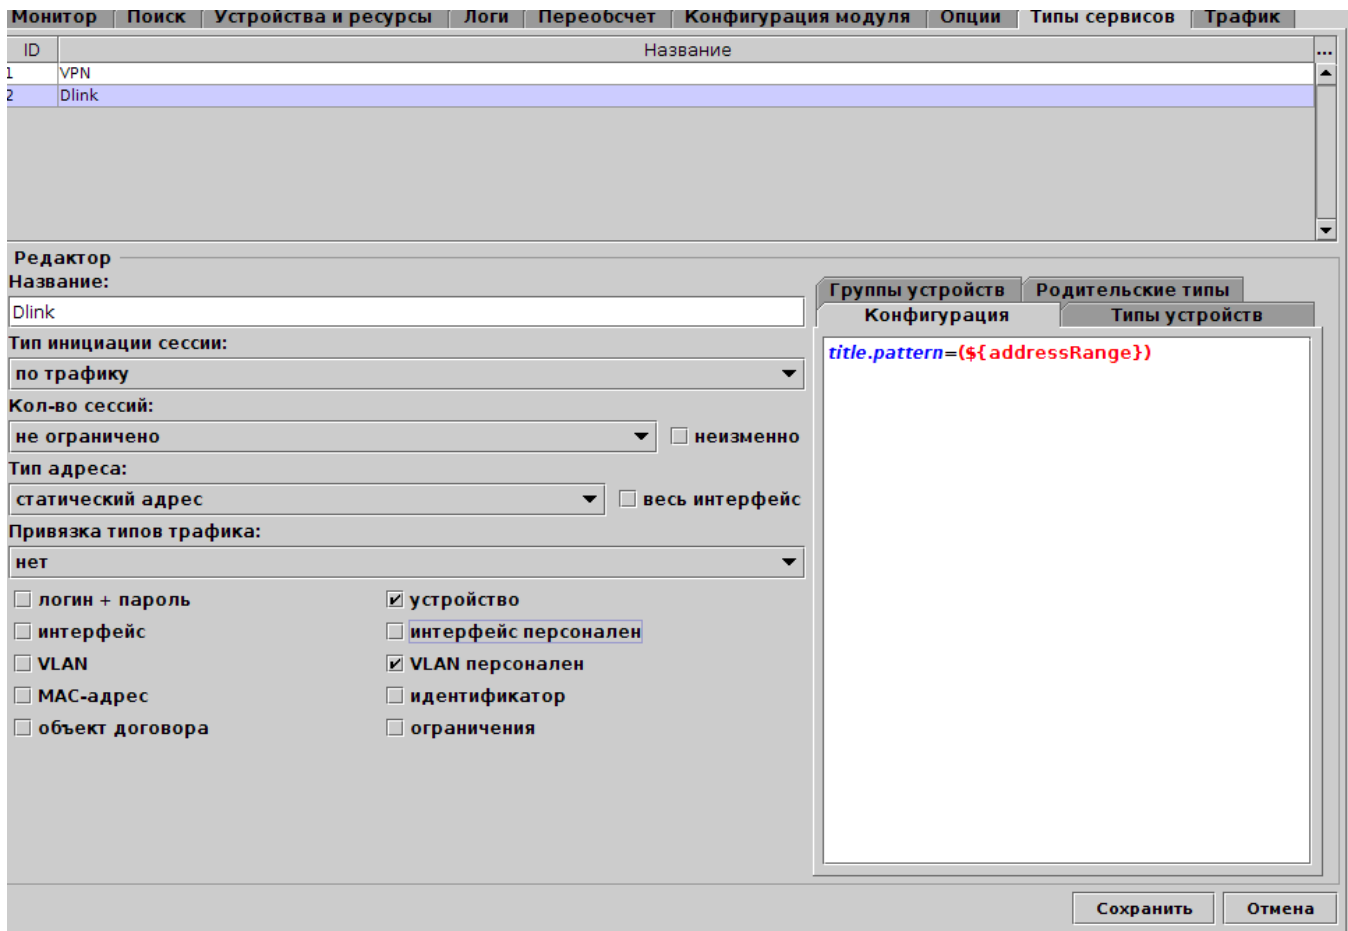 Монитор Поиск Устройства и ресурсы Логи Переобсчет Конфигурация модуля Опции Типы сервисов Трафик
ID Название ...
1 VPN
2 Dlink
Редактор
Название:
Dlink
Тип инициации сессии:
по трафику
Кол-во сессий:
не ограничено неизменно
Тип адреса:
статический адрес весь интерфейс
Привязка типов трафика:
нет
логин + пароль устройство
интерфейс интерфейс персонален
VLAN VLAN персонален
MAC-адрес идентификатор
объект договора ограничения
Группы устройств Родительские типы
Конфигурация Типы устройств
title.pattern=(${addressRange})
Сохранить Отмена